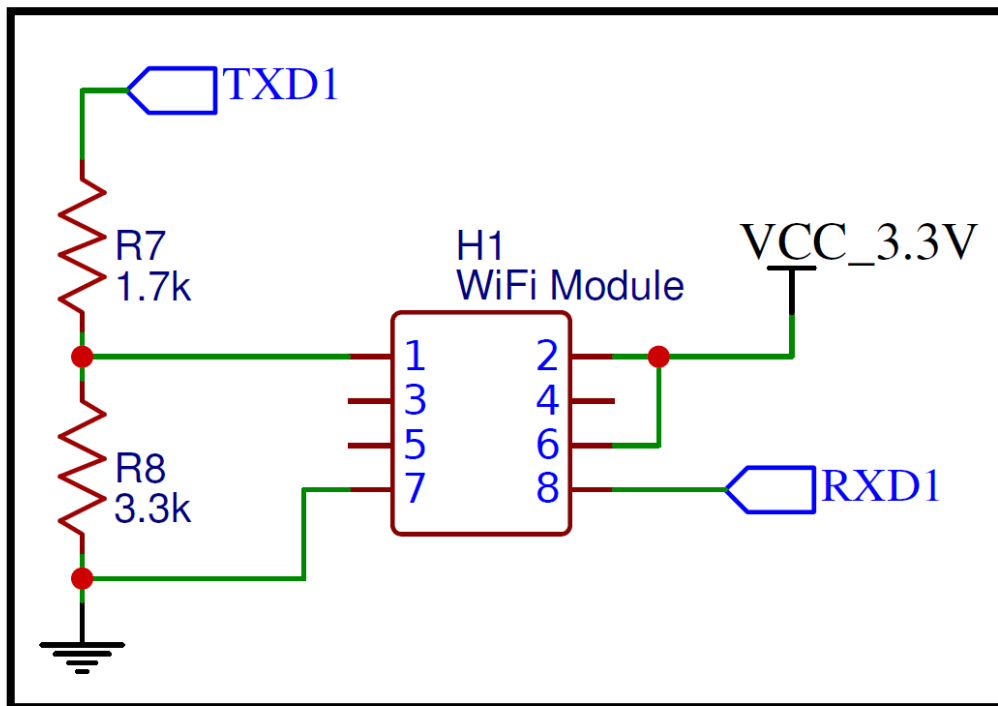 TXD1
R7
1.7k
H1
WiFi Module
VCC_3.3V
1 2
3 4
5 6
7 8
R8
3.3k
RXD1